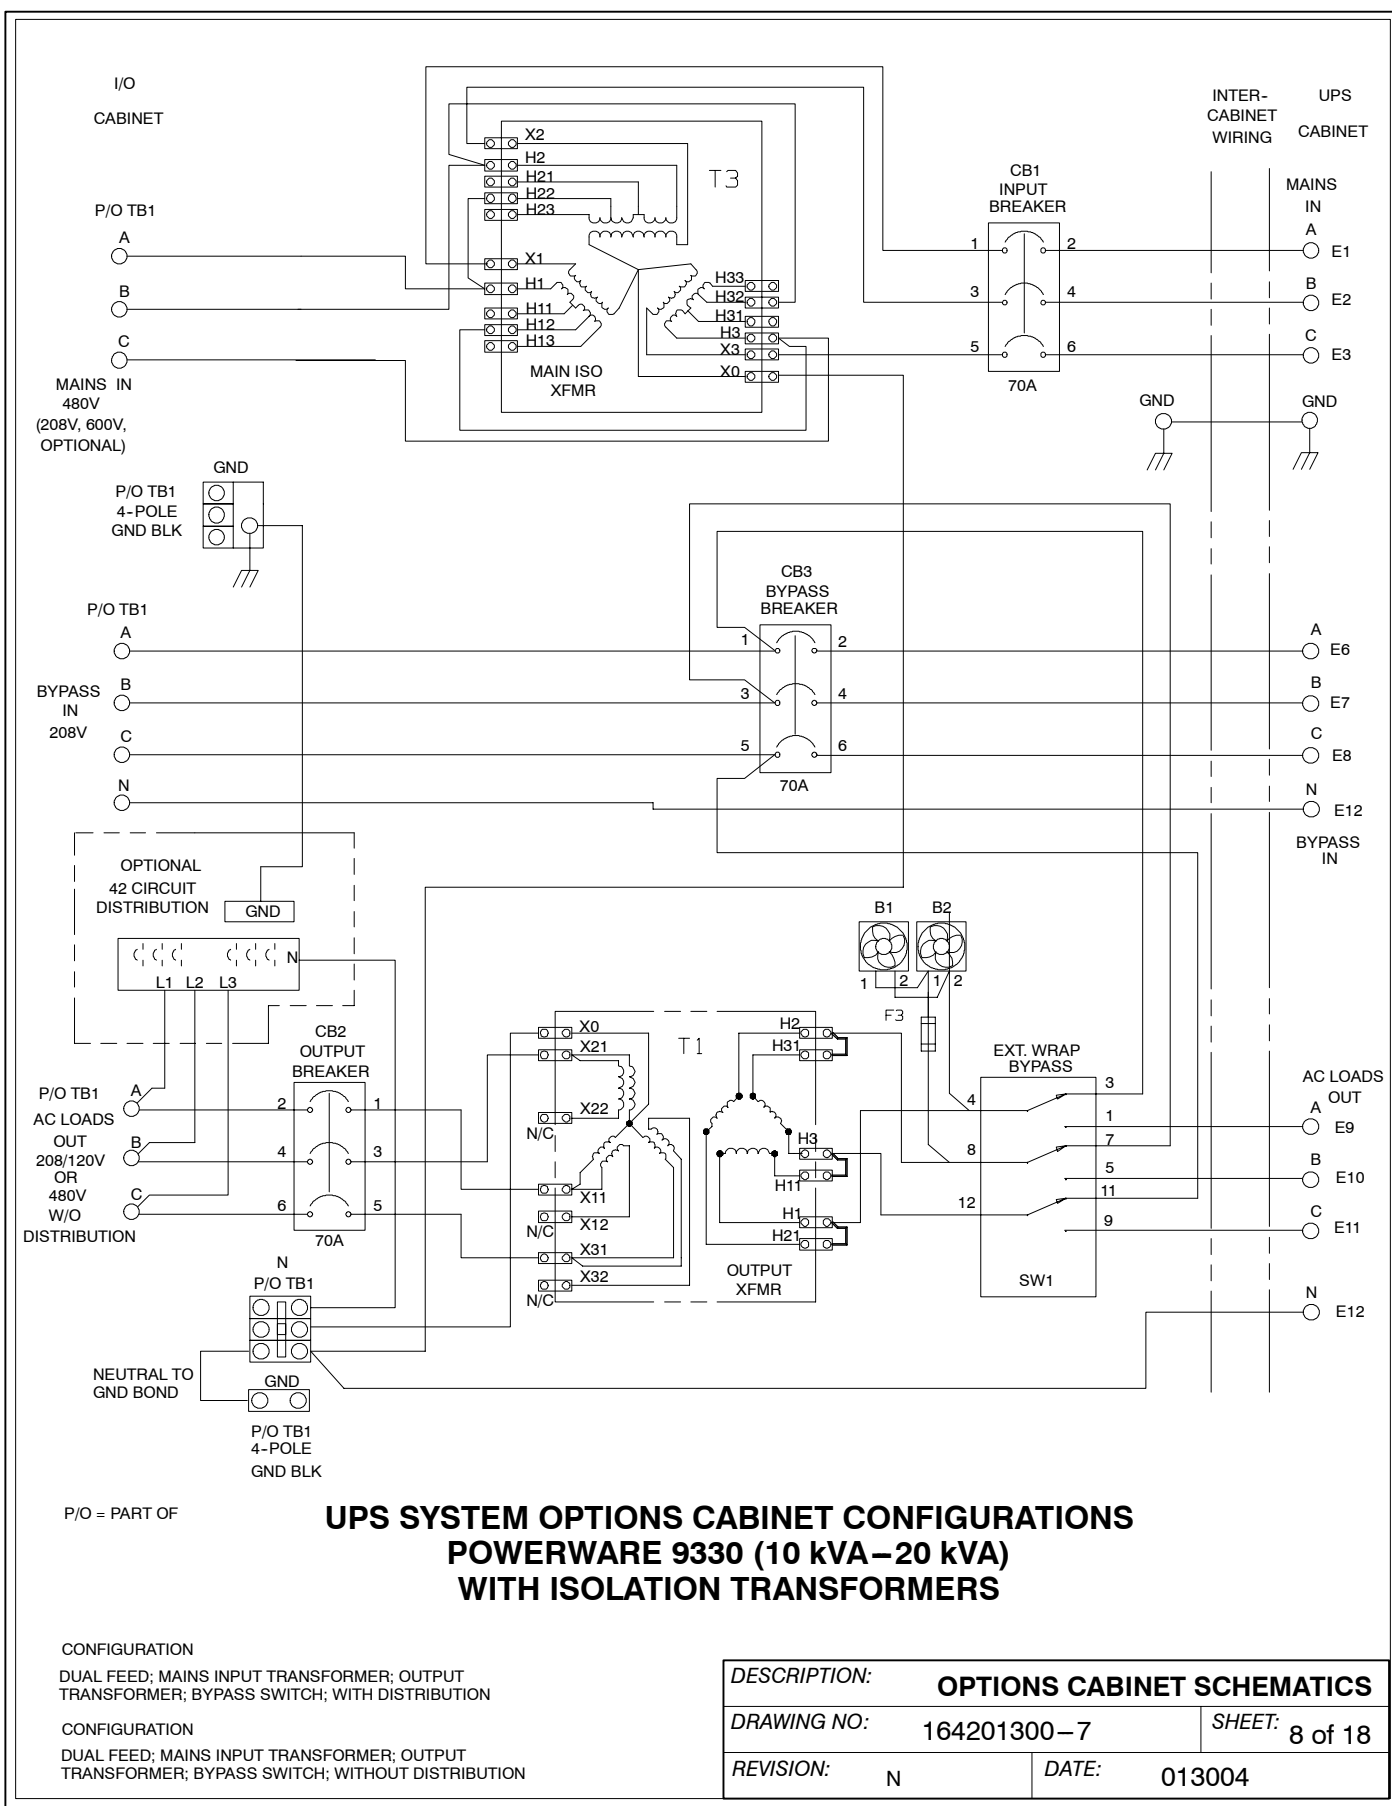 I/O
CABINET
INTER-
CABINET
WIRING
UPS
CABINET
X2
H2
H21
H22
H23
T3
CB1
INPUT
BREAKER
MAINS
IN
P/O TB1
A
B
C
MAINS IN
480V
(208V, 600V,
OPTIONAL)
X1
H1
H11
H12
H13
H33
H32
H31
H3
X3
X0
MAIN ISO
XFMR
1
2
3
4
5
6
70A
A
E1
B
E2
C
E3
GND
GND
GND
P/O TB1
4-POLE
GND BLK
CB3
BYPASS
BREAKER
P/O TB1
A
B
C
N
BYPASS
IN
208V
1
2
3
4
5
6
70A
A
E6
B
E7
C
E8
N
E12
BYPASS
IN
OPTIONAL
42 CIRCUIT
DISTRIBUTION
GND
N
L1
L2
L3
B1
B2
1
2
1
2
F3
CB2
OUTPUT
BREAKER
X0
X21
X22
N/C
X11
X12
N/C
X31
X32
N/C
T1
H2
H31
H3
H11
H1
H21
OUTPUT
XFMR
EXT. WRAP
BYPASS
4
3
1
8
7
5
12
11
9
SW1
AC LOADS
OUT
A
E9
B
E10
C
E11
N
E12
P/O TB1
AC LOADS
OUT
208/120V
OR
480V
W/O
DISTRIBUTION
A
B
C
2
1
4
3
6
5
70A
N
P/O TB1
NEUTRAL TO
GND BOND
GND
P/O TB1
4-POLE
GND BLK
P/O = PART OF
UPS SYSTEM OPTIONS CABINET CONFIGURATIONS
POWERWARE 9330 (10 kVA–20 kVA)
WITH ISOLATION TRANSFORMERS
CONFIGURATION
DUAL FEED; MAINS INPUT TRANSFORMER; OUTPUT
TRANSFORMER; BYPASS SWITCH; WITH DISTRIBUTION
CONFIGURATION
DUAL FEED; MAINS INPUT TRANSFORMER; OUTPUT
TRANSFORMER; BYPASS SWITCH; WITHOUT DISTRIBUTION
DESCRIPTION: OPTIONS CABINET SCHEMATICS
DRAWING NO: 164201300–7 SHEET: 8 of 18
REVISION: N DATE: 013004